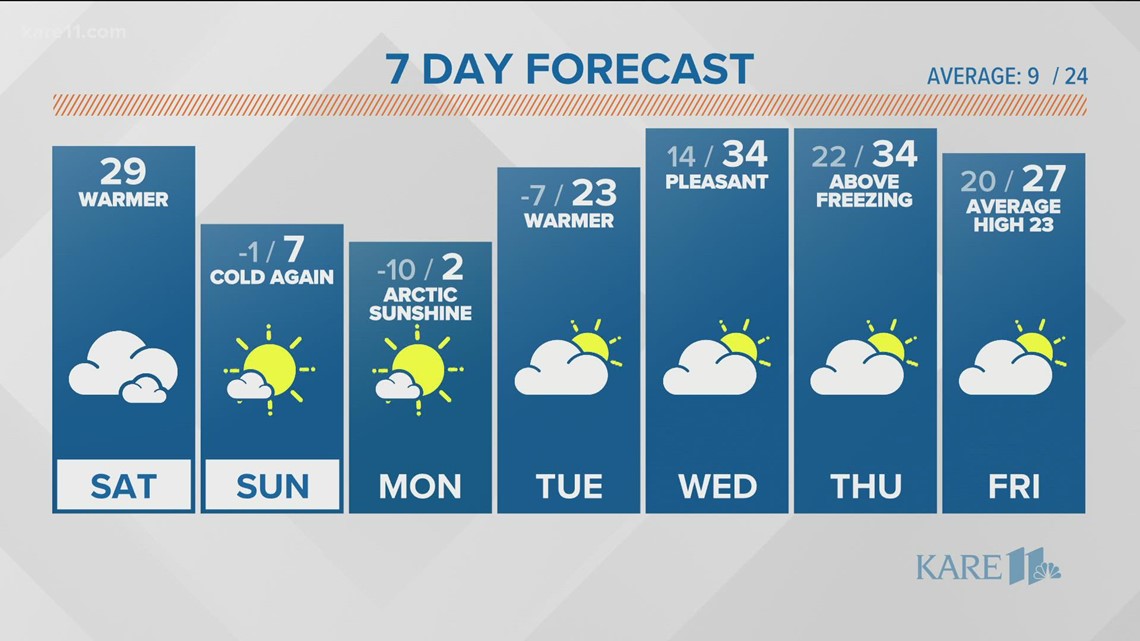 kare11.com
7 DAY FORECAST
AVERAGE: 9 / 24
29
WARMER
SAT
-1 / 7
COLD AGAIN
SUN
-10 / 2
ARCTIC
SUNSHINE
MON
-7 / 23
WARMER
TUE
14 / 34
PLEASANT
WED
22 / 34
ABOVE
FREEZING
THU
20 / 27
AVERAGE
HIGH 23
FRI
KARE 11